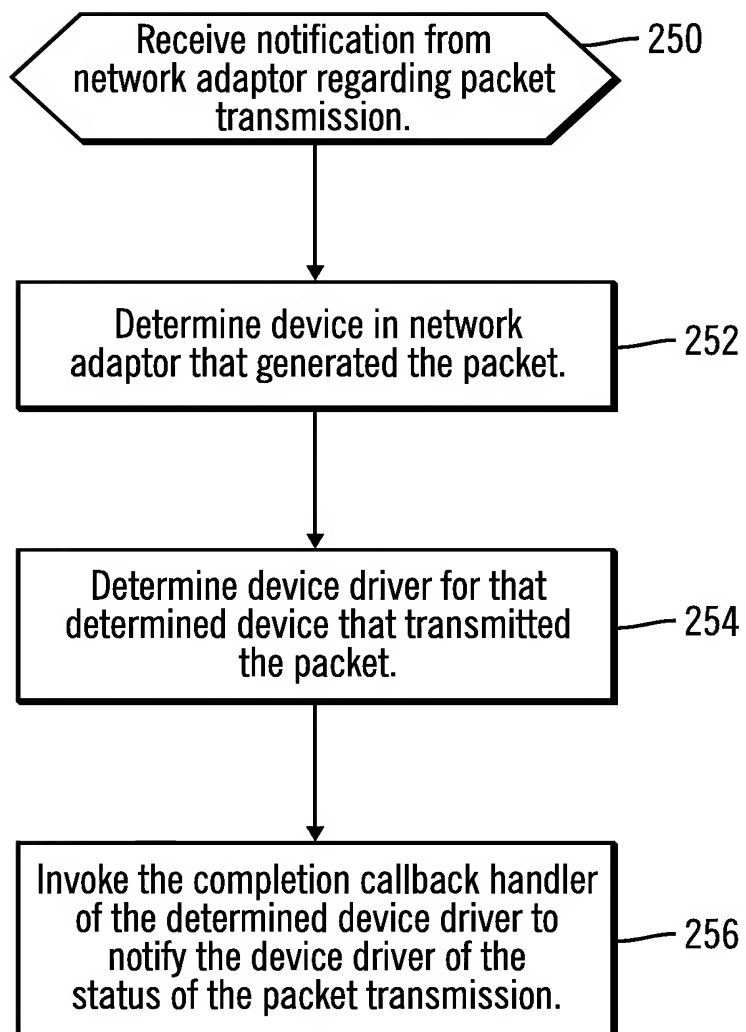 Receive notification from
network adaptor regarding packet
transmission.
250
Determine device in network
adaptor that generated the packet.
252
Determine device driver for that
determined device that transmitted
the packet.
254
Invoke the completion callback handler
of the determined device driver to
notify the device driver of the
status of the packet transmission.
256